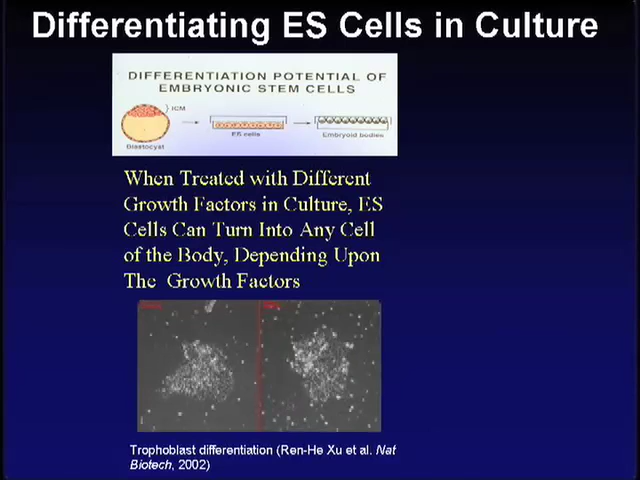 Differentiating ES Cells in Culture
DIFFERENTIATION POTENTIAL OF
EMBRYONIC STEM CELLS
ICM
Blastocyst
ES cells
Embryoid bodies
When Treated with Different
Growth Factors in Culture, ES
Cells Can Turn Into Any Cell
of the Body, Depending Upon
The Growth Factors
Trophoblast differentiation (Ren-He Xu et al. Nat
Biotech, 2002)